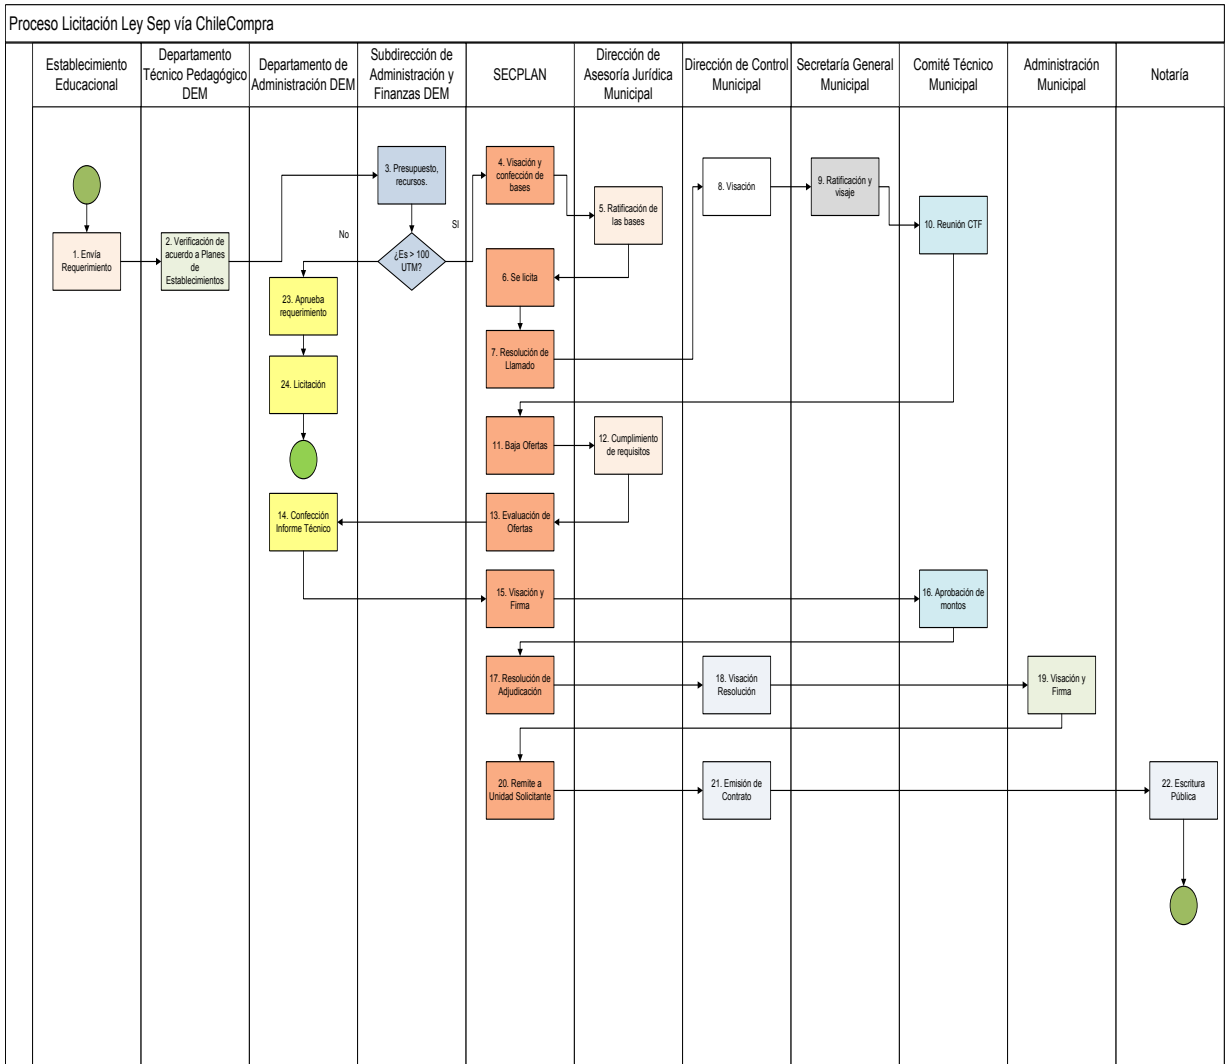 Proceso Licitación Ley Sep vía ChileCompra
Establecimiento
Educacional
Departamento
Técnico Pedagógico
DEM
Departamento de
Administración DEM
Subdirección de
Administración y
Finanzas DEM
SECPLAN
Dirección de
Asesoría Jurídica
Municipal
Dirección de Control
Municipal
Secretaría General
Municipal
Comité Técnico
Municipal
Administración
Municipal
Notaría
3. Presupuesto,
recursos.
4. Visación y
confección de
bases
8. Visación
9. Ratificación y
visaje
5. Ratificación de
las bases
10. Reunión CTF
No
SI
1. Envía
Requerimiento
2. Verificación de
acuerdo a Planes
de
Establecimientos
¿Es > 100
UTM?
6. Se licita
23. Aprueba
requerimiento
7. Resolución de
Llamado
24. Licitación
11. Baja Ofertas
12. Cumplimiento
de requisitos
14. Confección
Informe Técnico
13. Evaluación de
Ofertas
15. Visación y
Firma
16. Aprobación de
montos
17. Resolución de
Adjudicación
18. Visación
Resolución
19. Visación y
Firma
20. Remite a
Unidad Solicitante
21. Emisión de
Contrato
22. Escritura
Pública